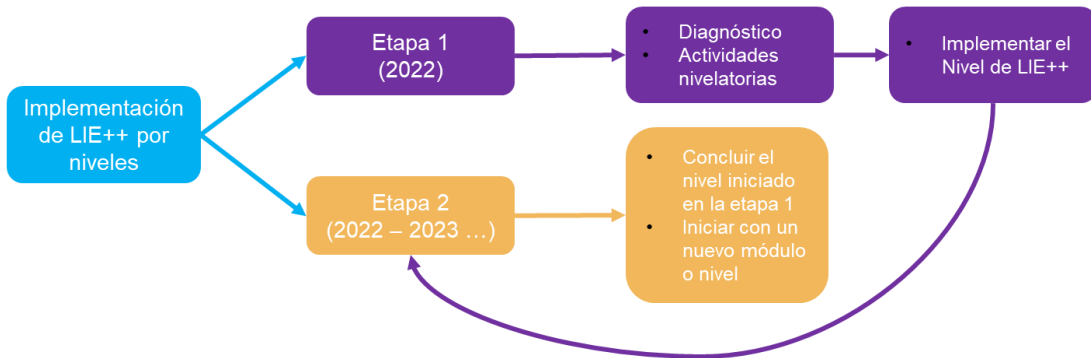 Implementación
de LIE++ por
niveles
Etapa 1
(2022)
• Diagnóstico
• Actividades
nivelatorias
• Implementar el
Nivel de LIE++
Etapa 2
(2022 – 2023 ...)
• Concluir el
nivel iniciado
en la etapa 1
• Iniciar con un
nuevo módulo
o nivel